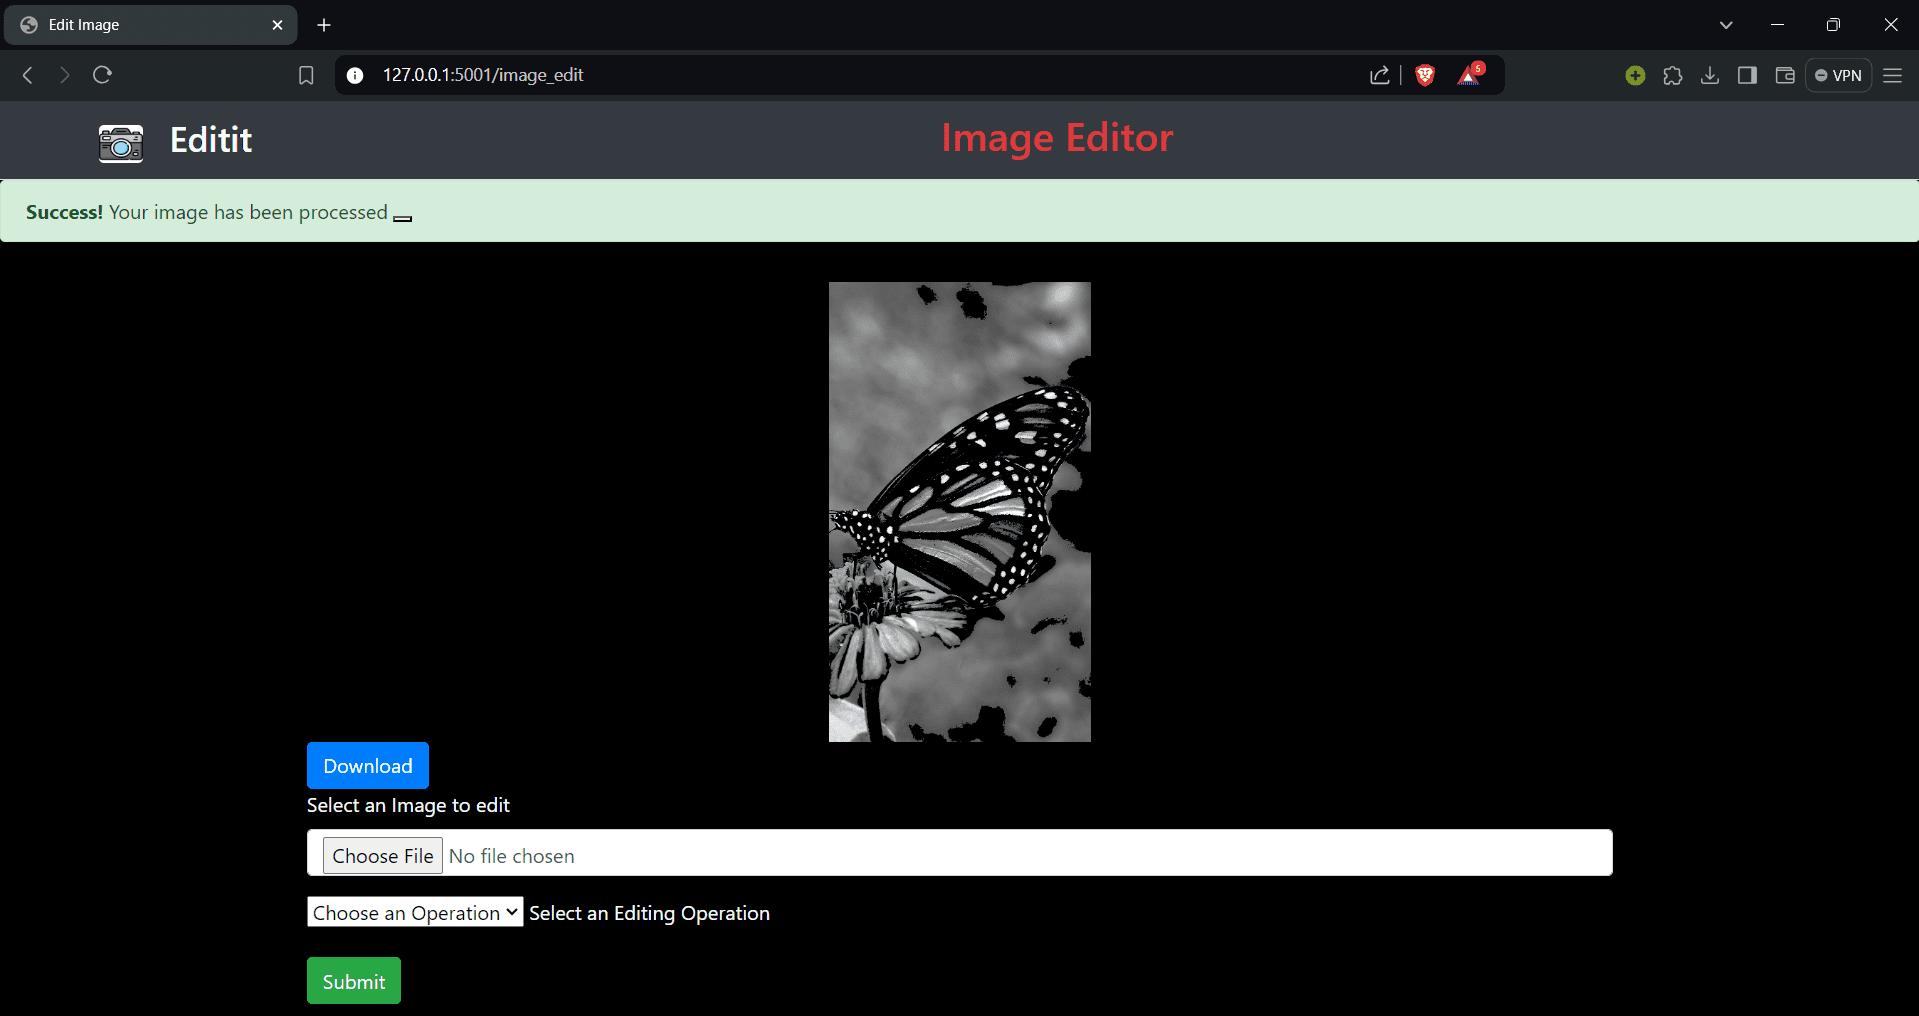 Edit Image
127.0.0.1:5001/image_edit
5
VPN
Editit
Image Editor
Success! Your image has been processed
Download
Select an Image to edit
Choose File No file chosen
Choose an Operation Select an Editing Operation
Submit